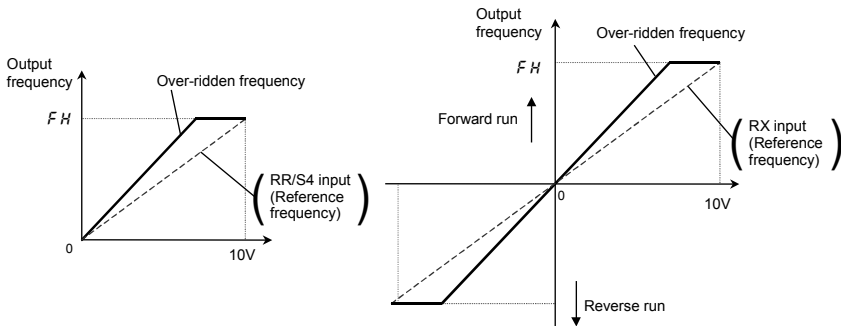 Output
frequency
Over-ridden frequency
FH
RR/S4 input
(Reference
frequency)
0
10V
Output
frequency
Over-ridden frequency
FH
Forward run
RX input
(Reference
frequency)
0
10V
Reverse run